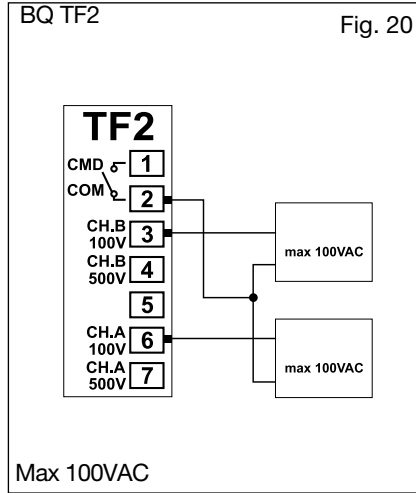 BQ TF2
Fig. 20
TF2
CMD
1
COM
2
CH.B
100V
3
CH.B
500V
4
5
CH.A
100V
6
CH.A
500V
7
max 100VAC
max 100VAC
Max 100VAC